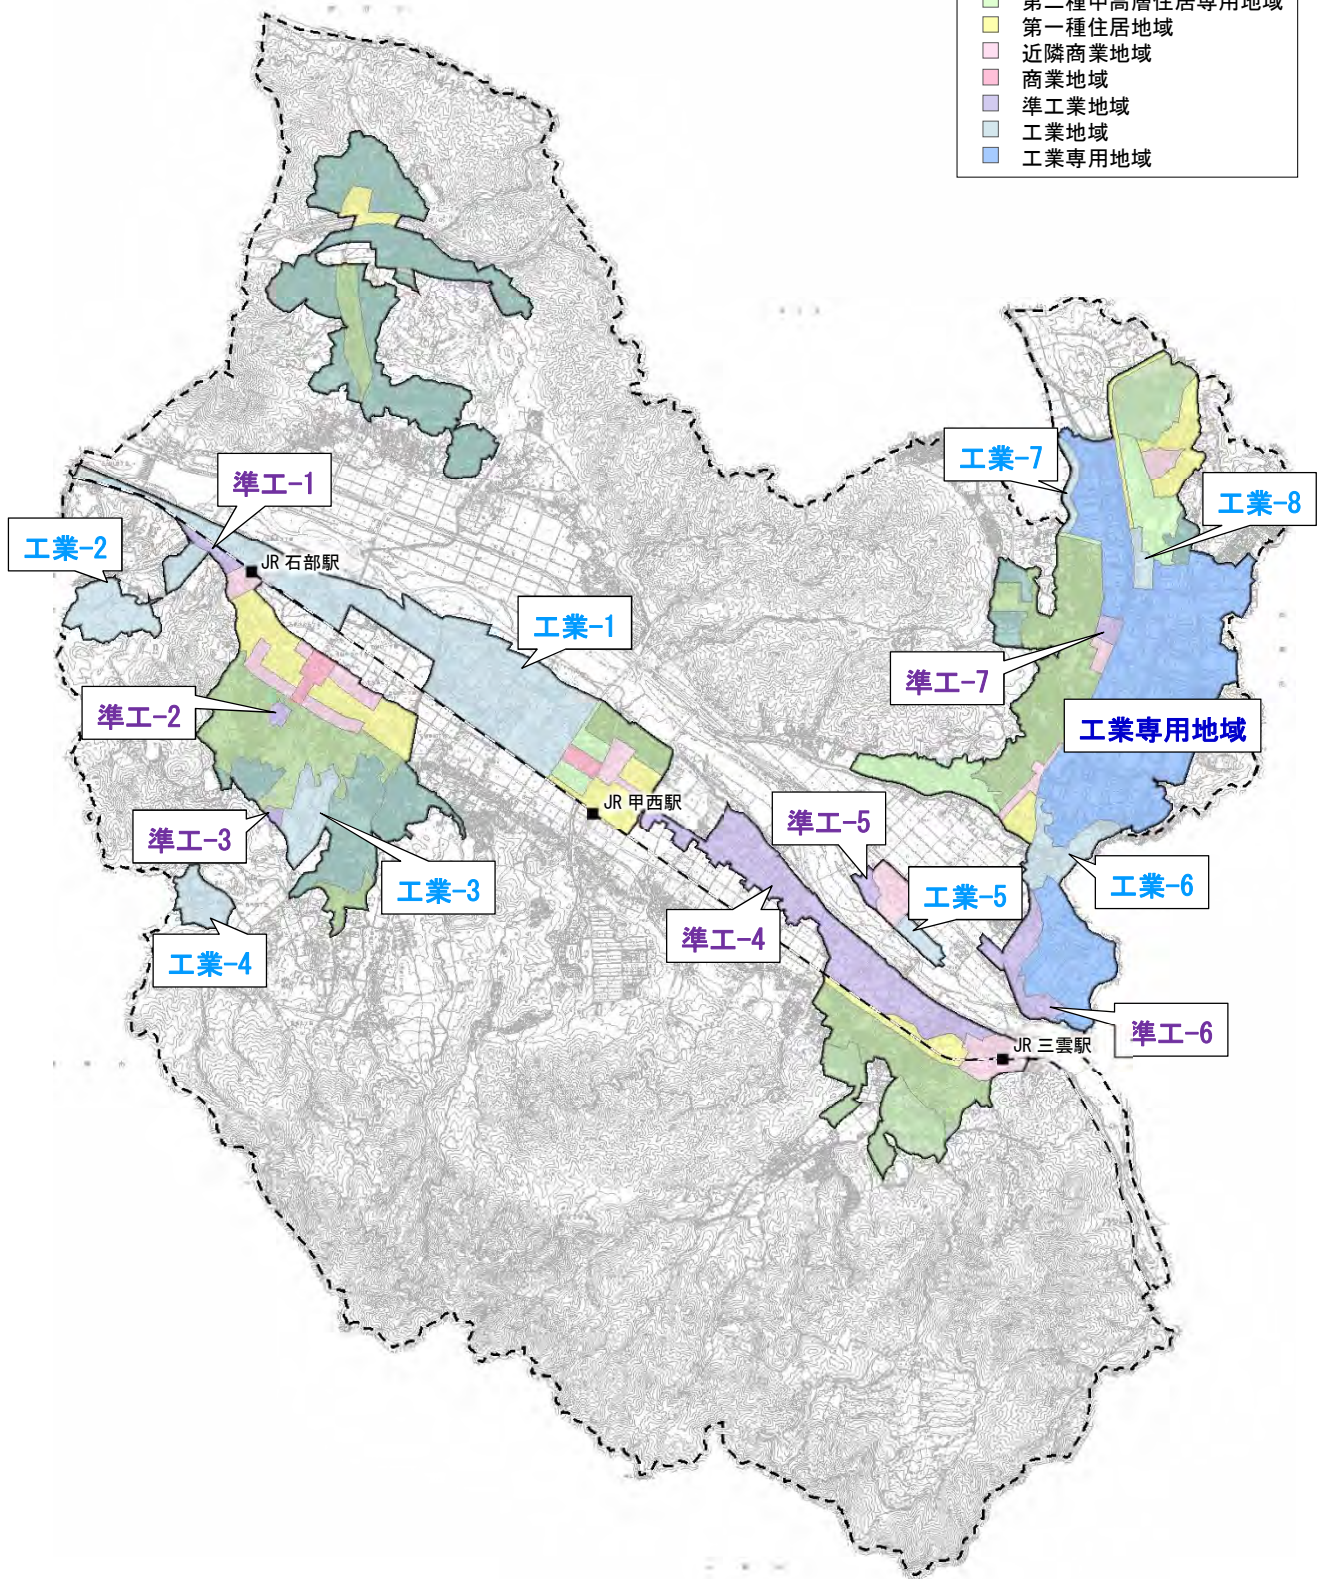 第二種中高層住居専用地域
第一種住居地域
近隣商業地域
商業地域
準工業地域
工業地域
工業専用地域
工業-7
準工-1
工業-8
工業-2
JR 石部駅
工業-1
準工-7
準工-2
工業専用地域
JR 甲西駅
準工-5
準工-3
工業-3
工業-5
工業-6
準工-4
工業-4
準工-6
JR 三雲駅